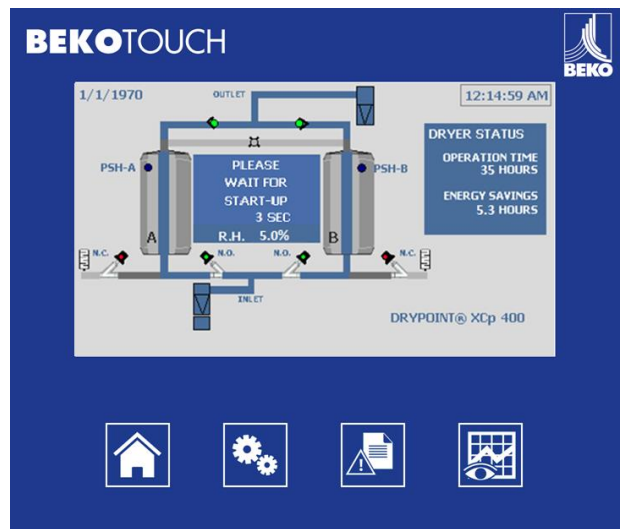 BEKOTOUCH
BEKO
1/1/1970
OUTLET
12:14:59 AM
DRYER STATUS
OPERATION TIME
35 HOURS
ENERGY SAVINGS
5.3 HOURS
PSH-A
PLEASE
WAIT FOR
START-UP
3 SEC
R.H. 5.0%
PSH-B
A
B
N.C.
N.O.
N.O.
N.C.
INLET
DRYPOINT® XCp 400